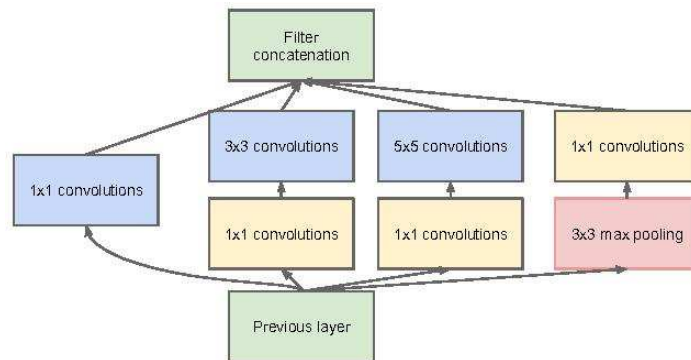 Filter
concatenation
3x3 convolutions
5x5 convolutions
1x1 convolutions
1x1 convolutions
1x1 convolutions
1x1 convolutions
3x3 max pooling
Previous layer